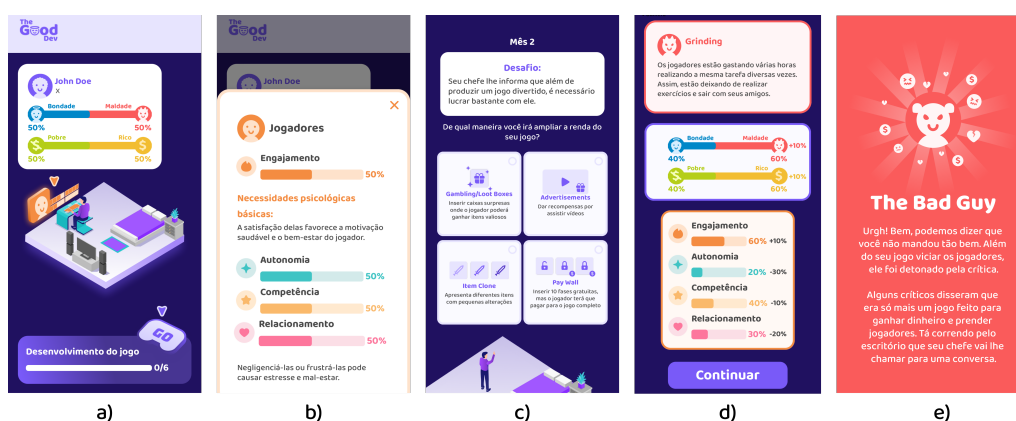 The
Good
Dev
John Doe
x
Bondade Maldade
50% 50%
Pobre Rico
50% 50%
GO
Desenvolvimento do jogo
0/6
a)
The
Good
Dev
Jogadores
Engajamento
50%
Necessidades psicológicas
básicas:
A satisfação delas favorece a motivação
saudável e o bem-estar do jogador.
Autonomia
50%
Competência
50%
Relacionamento
50%
Negligenciá-las ou frustrá-las pode
causar estresse e mal-estar.
b)
Mês 2
Desafio:
Seu chefe lhe informa que além de
produzir um jogo divertido, é necessário
lucrar bastante com ele.
De qual maneira você irá ampliar a renda do
seu jogo?
Gambling/Loot Boxes
Inserir caixas surpresas
onde o jogador poderá
ganhar itens valiosos
Advertisements
Dar recompensas por
assistir vídeos
Item Clone
Apresenta diferentes itens
com pequenas alterações
Pay Wall
Inserir 10 fases gratuitas,
mas o jogador terá que
pagar para o jogo completo
c)
Grinding
Os jogadores estão gastando várias horas
realizando a mesma tarefa diversas vezes.
Assim, estão deixando de realizar
exercícios e sair com seus amigos.
Bondade Maldade
+10%
40% 60%
Pobre Rico
+10%
40% 60%
Engajamento
60% +10%
Autonomia
20% -30%
Competência
40% -10%
Relacionamento
30% -20%
Continuar
d)
The Bad Guy
Urgh! Bem, podemos dizer que
você não mandou tão bem. Além
do seu jogo viciar os jogadores,
ele foi detonado pela crítica.
Alguns críticos disseram que
era só mais um jogo feito para
ganhar dinheiro e prender
jogadores. Tá correndo pelo
escritório que seu chefe vai lhe
chamar para uma conversa.
e)